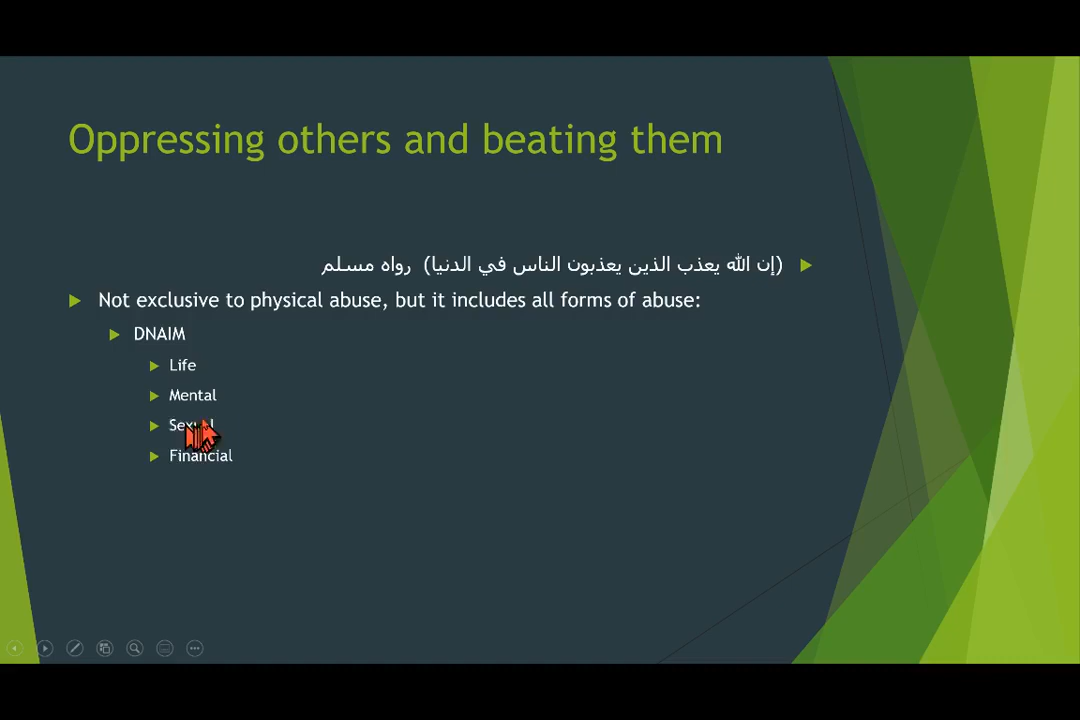 Oppressing others and beating them
(إن الله يعذب الذين يعذبون الناس في الدنيا) رواه مسلم
Not exclusive to physical abuse, but it includes all forms of abuse:
DNAIM
Life
Mental
Sexual
Financial